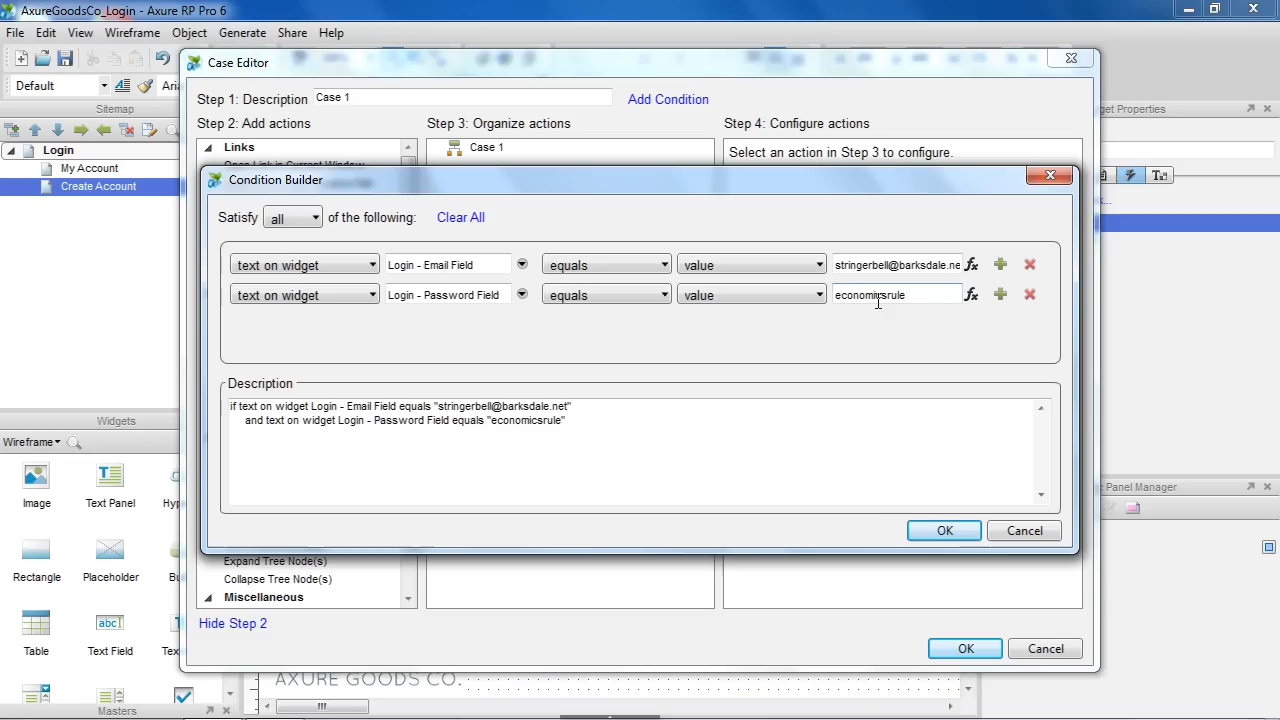 AxureGoodsCo_Login - Axure RP Pro 6
File Edit View Wireframe Object Generate Share Help
Default
Case Editor
Sitemap
Step 1: Description Case 1 Add Condition
Step 2: Add actions Step 3: Organize actions Step 4: Configure actions
Links Case 1 Select an action in Step 3 to configure.
Login
My Account
Create Account
Condition Builder
Satisfy all of the following: Clear All
text on widget Login - Email Field equals value stringerbell@barksdale.ne fx
text on widget Login - Password Field equals value economicsrule fx
Description
if text on widget Login - Email Field equals "stringerbell@barksdale.net"
and text on widget Login - Password Field equals "economicsrule"
OK Cancel
Widgets
Wireframe
Image Text Panel
Rectangle Placeholder
Table Text Field
Masters
Expand Tree Node(s)
Collapse Tree Node(s)
Miscellaneous
Hide Step 2
OK Cancel
AXURE GOODS CO.
Panel Manager